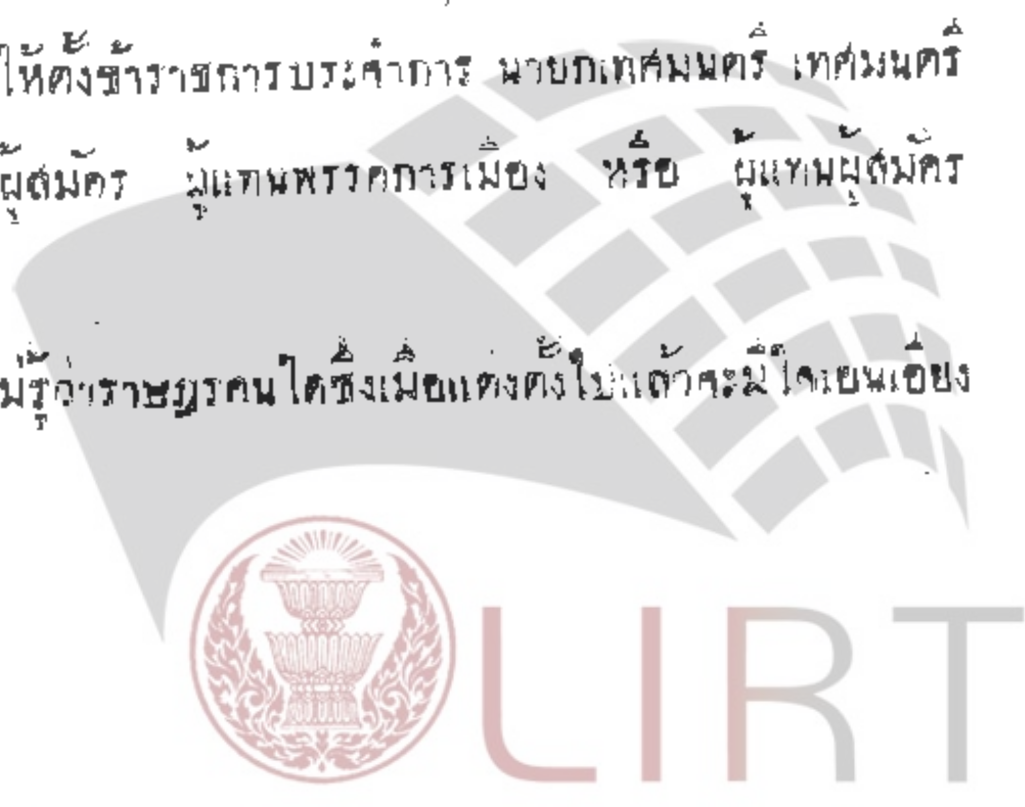 ให้ตั้งข้าราชการประจำการ นายกเทศมนตรี เทศมนตรี
ผู้สมัคร ผู้แทนพรรคการเมือง หรือ ผู้แทนผู้สมัคร
มีรู้ว่าราษฎรคนใดซึ่งเมื่อแต่งตั้งไปแล้วจะมีใจเอนเอียง
LIRT